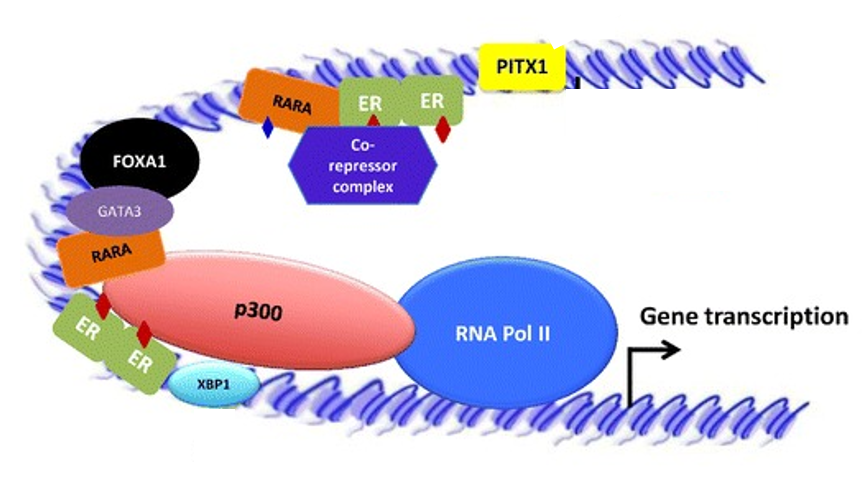 PITX1
RARA
ER
ER
Co-
repressor
complex
FOXA1
GATA3
RARA
ER
ER
p300
RNA Pol II
Gene transcription
XBP1